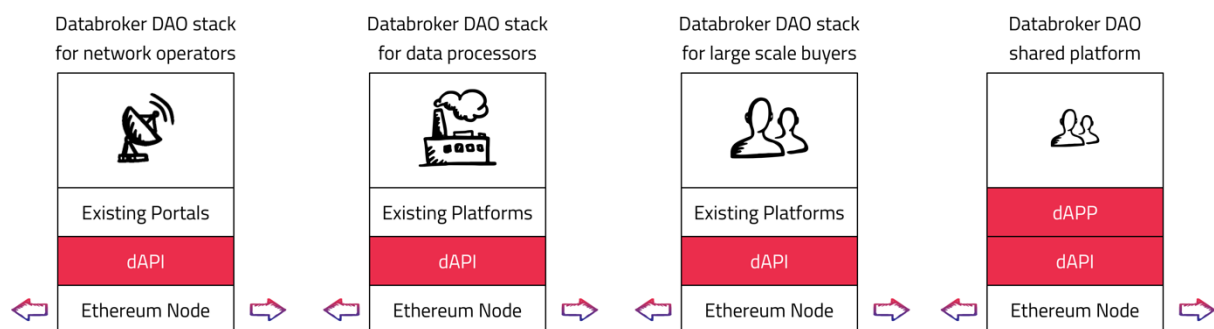 Databroker DAO stack
for network operators
Existing Portals
dAPI
Ethereum Node
Databroker DAO stack
for data processors
Existing Platforms
dAPI
Ethereum Node
Databroker DAO stack
for large scale buyers
Existing Platforms
dAPI
Ethereum Node
Databroker DAO
shared platform
dAPP
dAPI
Ethereum Node